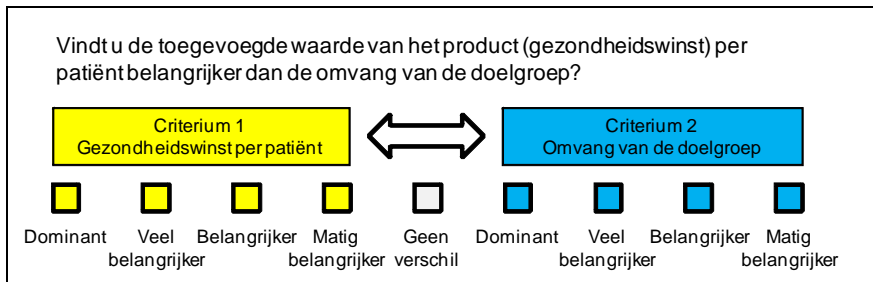 Vindt u de toegevoegde waarde van het product (gezondheidswinst) per
patiënt belangrijker dan de omvang van de doelgroep?
Criterium 1
Gezondheidswinst per patiënt
Criterium 2
Omvang van de doelgroep
Dominant
Veel
belangrijker
Belangrijker
Matig
belangrijker
Geen
verschil
Dominant
Veel
belangrijker
Belangrijker
Matig
belangrijker